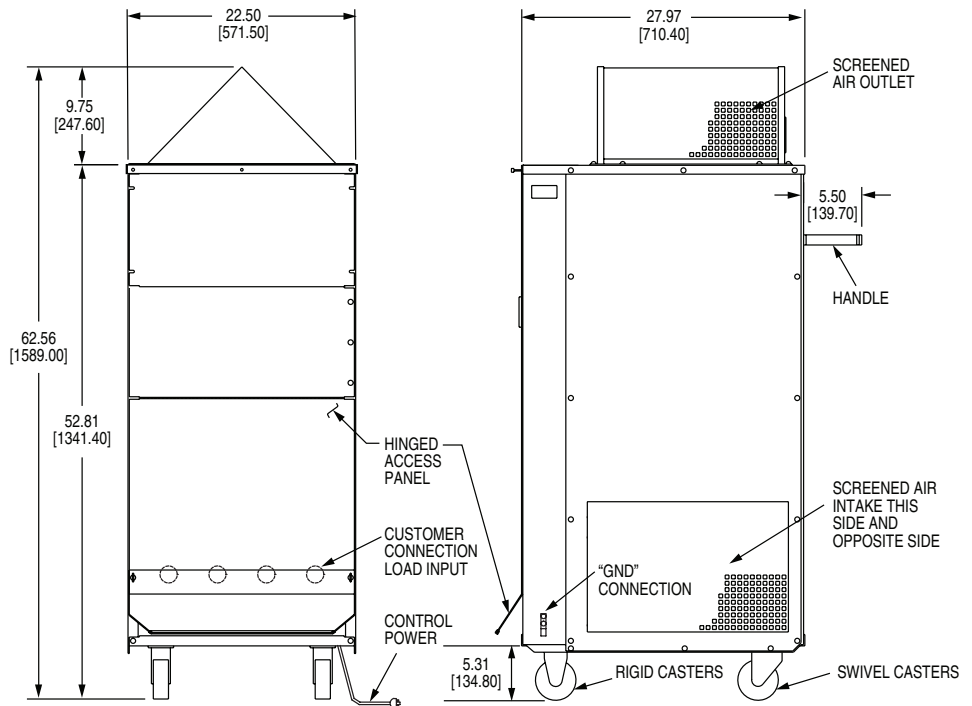 22.50
[571.50]
27.97
[710.40]
SCREENED
AIR OUTLET
9.75
[247.60]
5.50
[139.70]
HANDLE
62.56
[1589.00]
52.81
[1341.40]
HINGED
ACCESS
PANEL
SCREENED AIR
INTAKE THIS
SIDE AND
OPPOSITE SIDE
CUSTOMER
CONNECTION
LOAD INPUT
“GND”
CONNECTION
CONTROL
POWER
5.31
[134.80]
RIGID CASTERS
SWIVEL CASTERS